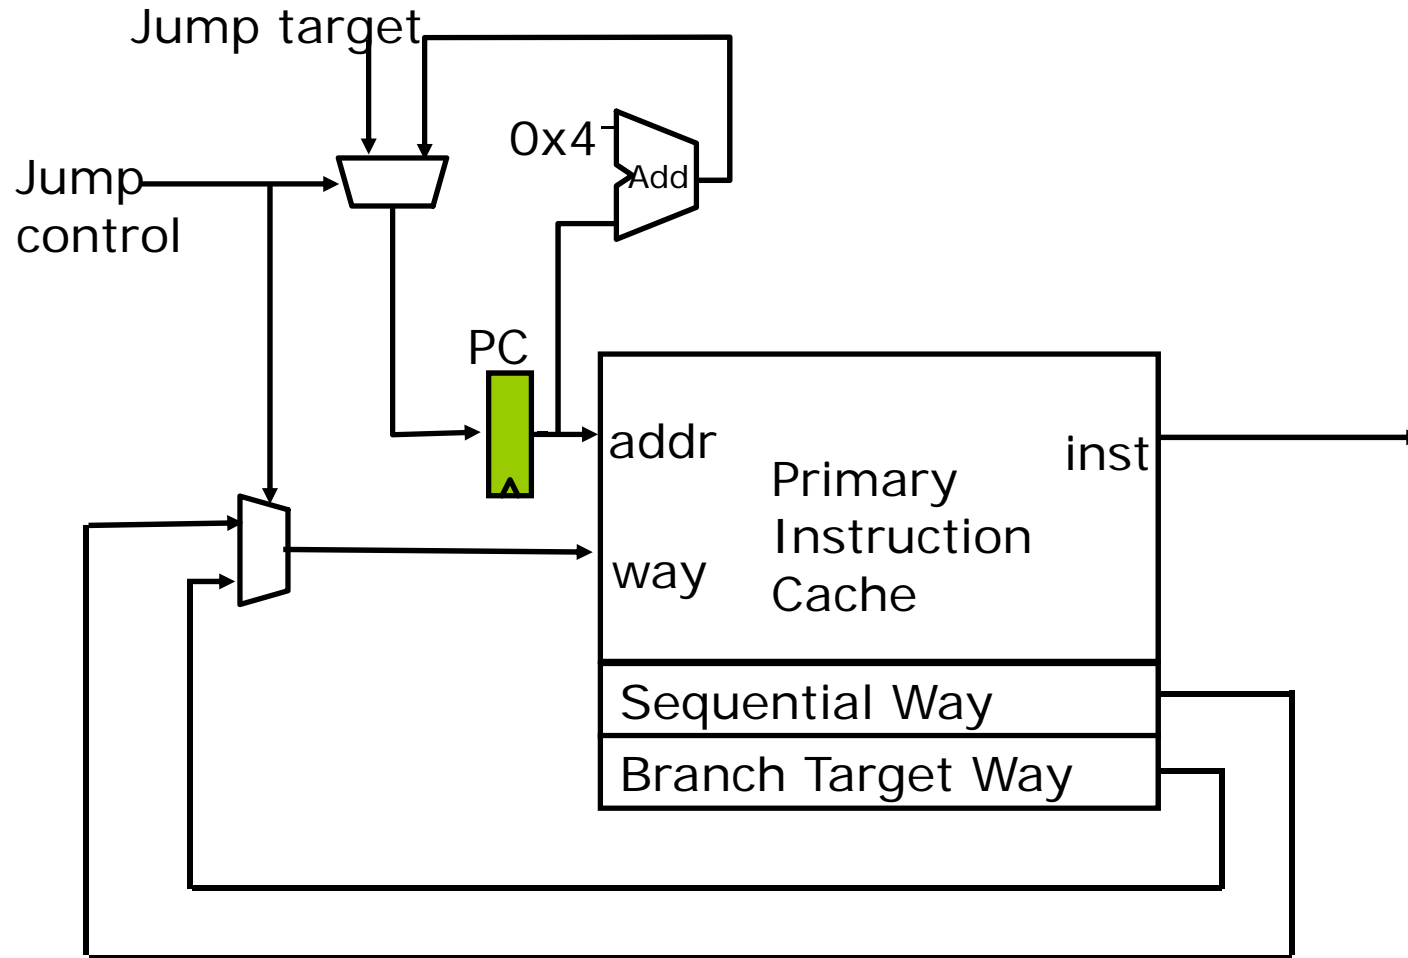 Jump target
0x4
Add
Jump
control
PC
addr
inst
Primary
Instruction
Cache
way
Sequential Way
Branch Target Way